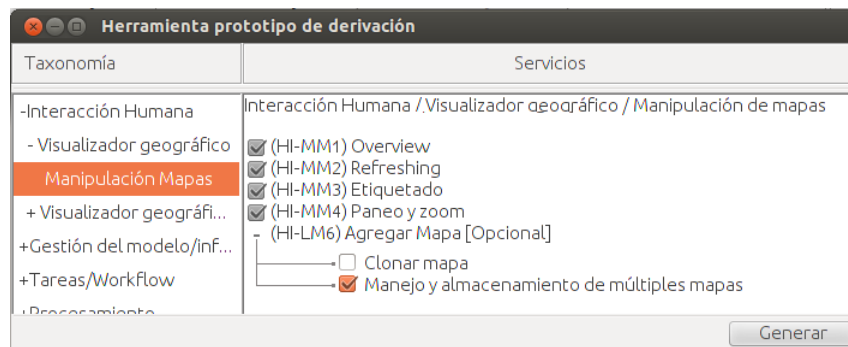 Herramienta prototipo de derivación
Taxonomía
Servicios
-Interacción Humana
- Visualizador geográfico
Manipulación Mapas
+ Visualizador geográfi...
+Gestión del modelo/inf...
+Tareas/Workflow
+Procesamiento
Interacción Humana / Visualizador geográfico / Manipulación de mapas
(HI-MM1) Overview
(HI-MM2) Refreshing
(HI-MM3) Etiquetado
(HI-MM4) Paneo y zoom
- (HI-LM6) Agregar Mapa [Opcional]
Clonar mapa
Manejo y almacenamiento de múltiples mapas
Generar